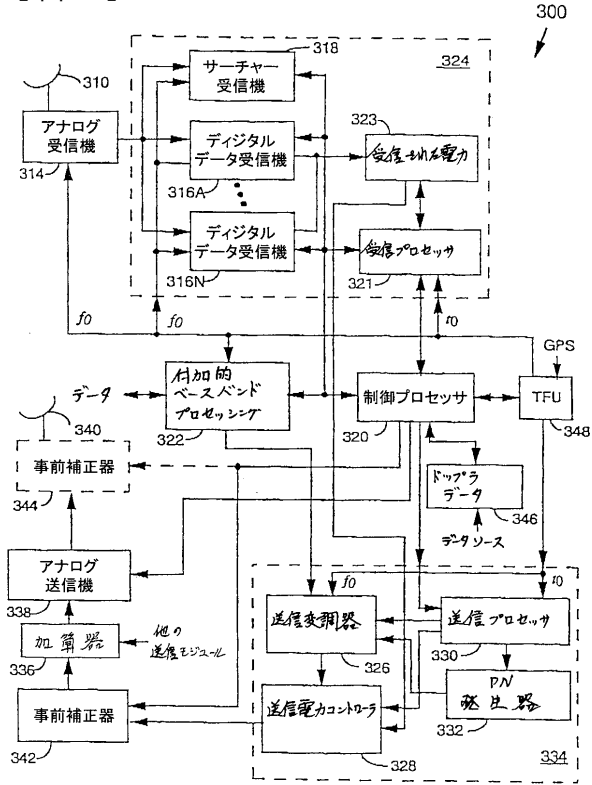 300
310
アナログ
受信機
314
サーチャー
受信機
318
324
ディジタル
データ受信機
316A
ディジタル
データ受信機
316N
323
受信された電力
受信プロセッサ
321
f0
f0
f0
GPS
データ
付加的
ベースバンド
プロセッシング
322
制御プロセッサ
320
TFU
348
340
事前補正器
344
ドップラ
データ
346
データソース
アナログ
送信機
338
f0
f0
加算器
336
他の
送信モジュール
送信変調器
326
送信プロセッサ
330
事前補正器
342
送信電力コントローラ
328
PN
発生器
332
334